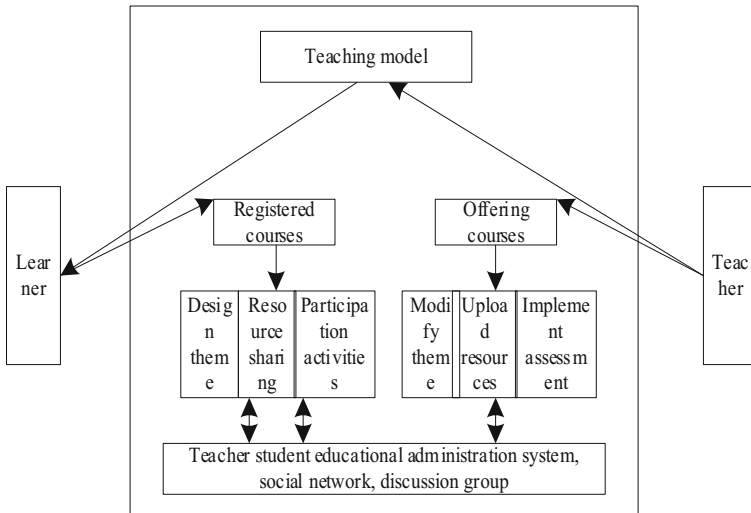 Teaching model
Lear
ner
Registered
courses
Offering
courses
Teac
her
Desig
n
them
e
Reso
urce
shari
ng
Participa
tion
activitie
s
Modi
fy
them
e
Uploa
d
resour
ces
Impleme
nt
assessm
ent
Teacher student educational administration system,
social network, discussion group